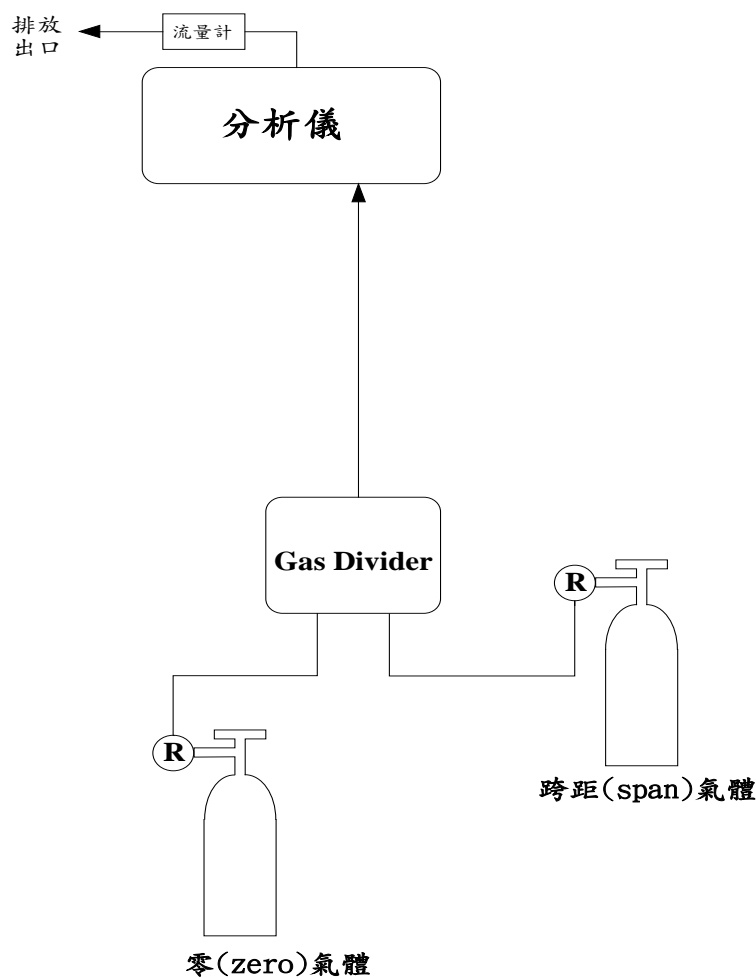 排放
出口
流量計
分析儀
Gas Divider
R
R
跨距(span)氣體
零(zero)氣體